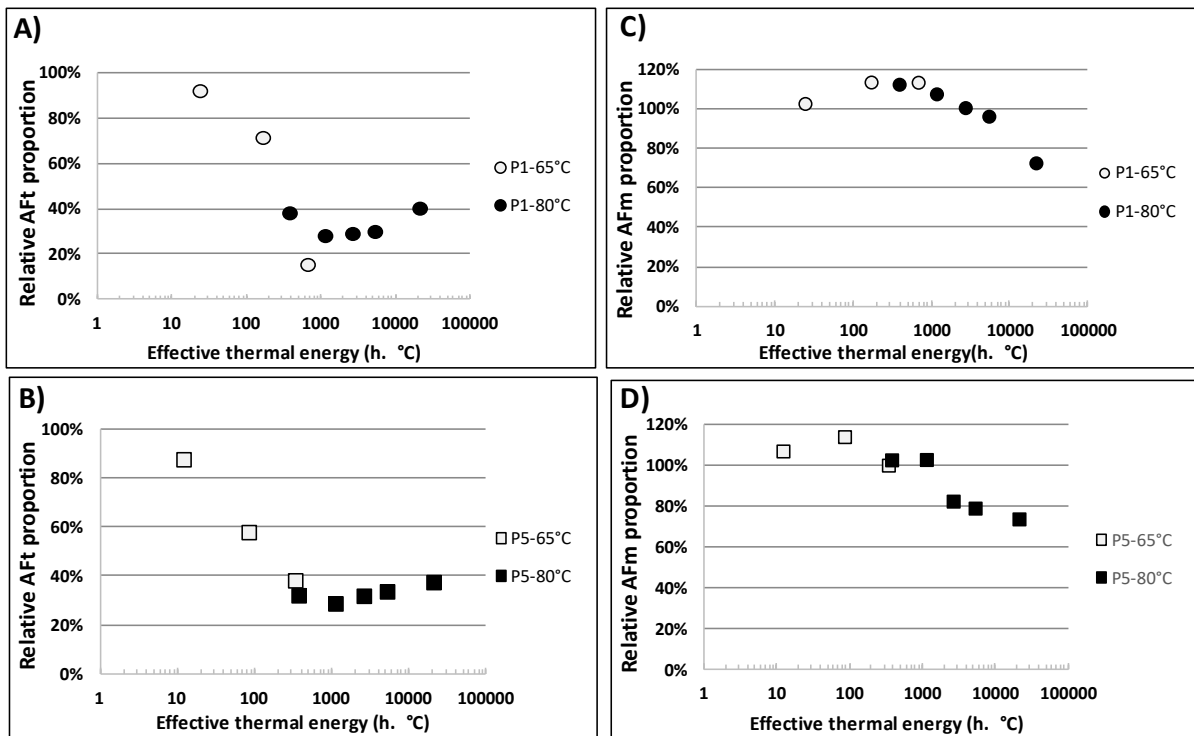 A)
Relative AFt proportion
100%
80%
60%
40%
20%
0%
1 10 100 1000 10000 100000
Effective thermal energy (h. °C)
P1-65°C
P1-80°C
C)
Relative AFm proportion
120%
100%
80%
60%
40%
20%
0%
1 10 100 1000 10000 100000
Effective thermal energy(h. °C)
P1-65°C
P1-80°C
B)
Relative AFt proportion
100%
80%
60%
40%
20%
0%
1 10 100 1000 10000 100000
Effective thermal energy (h. °C)
P5-65°C
P5-80°C
D)
Relative AFm proportion
120%
100%
80%
60%
40%
20%
0%
1 10 100 1000 10000 100000
Effective thermal energy (h. °C)
P5-65°C
P5-80°C